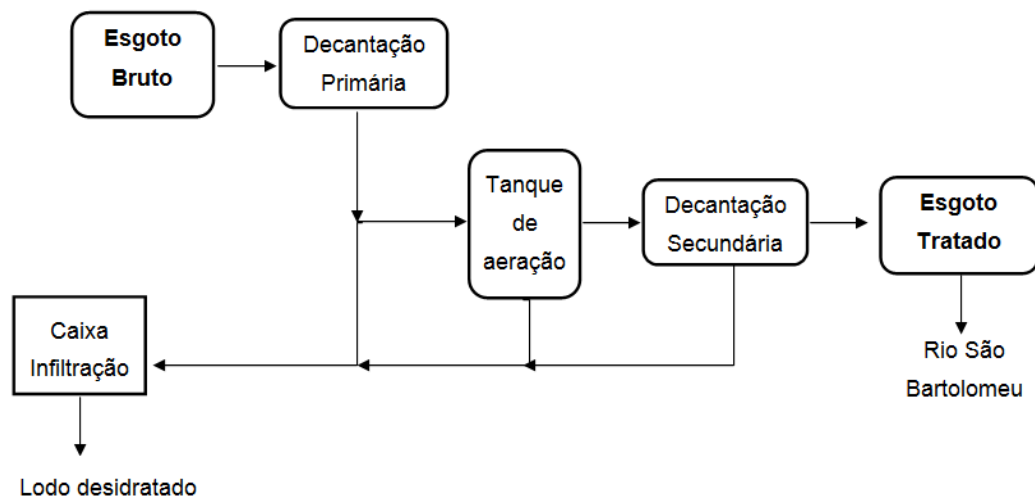 Esgoto
Bruto
Decantação
Primária
Tanque
de
aeração
Decantação
Secundária
Esgoto
Tratado
Caixa
Infiltração
Rio São
Bartolomeu
Lodo desidratado